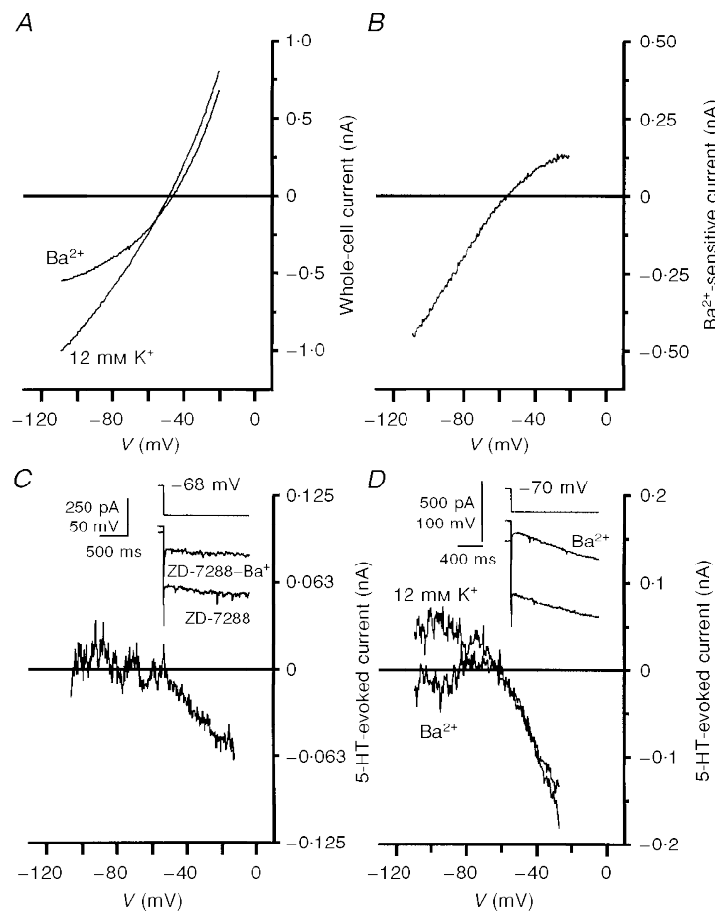 A
1·0
0·5
0
−0·5
−1·0
Whole-cell current (nA)
Ba2+
12 mM K+
−120
−80
−40
0
V (mV)
B
0·50
0·25
0
−0·25
−0·50
Ba2+-sensitive current (nA)
−120
−80
−40
0
V (mV)
C
250 pA
50 mV
500 ms
−68 mV
ZD-7288–Ba+
ZD-7288
0·125
0·063
0
−0·063
−0·125
5-HT-evoked current (nA)
−120
−80
−40
0
V (mV)
D
500 pA
100 mV
400 ms
−70 mV
Ba2+
12 mM K+
Ba2+
0·2
0·1
0
−0·1
−0·2
5-HT-evoked current (nA)
−120
−80
−40
0
V (mV)